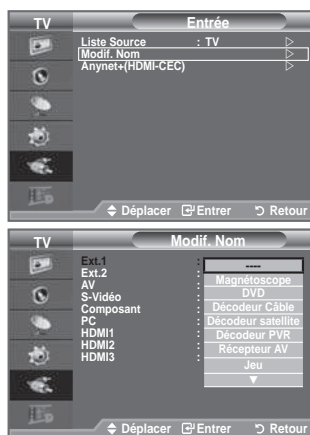 TV Entrée
Liste Source : TV ▷
Modif. Nom ▷
Anynet+(HDMI-CEC) ▷
Déplacer Entrer Retour
TV Modif. Nom
Ext.1 : ----
Ext.2 : Magnétoscope
AV : DVD
S-Vidéo : Décodeur Câble
Composant : Décodeur satellite
PC : Décodeur PVR
HDMI1 : Récepteur AV
HDMI2 : Jeu
HDMI3 : ▼
Déplacer Entrer Retour